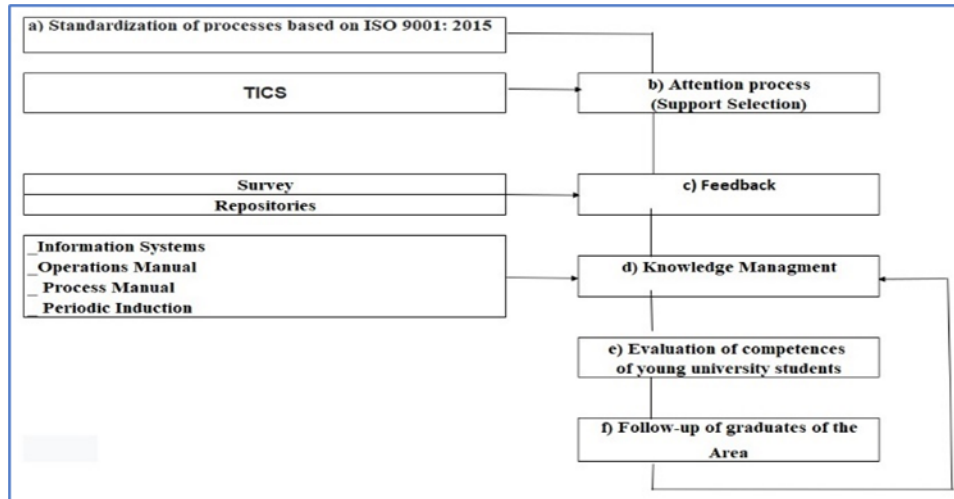 a) Standardization of processes based on ISO 9001: 2015
TICS
b) Attention process
(Support Selection)
Survey
Repositories
c) Feedback
_Information Systems
_Operations Manual
_ Process Manual
_ Periodic Induction
d) Knowledge Managment
e) Evaluation of competences
of young university students
f) Follow-up of graduates of the
Area